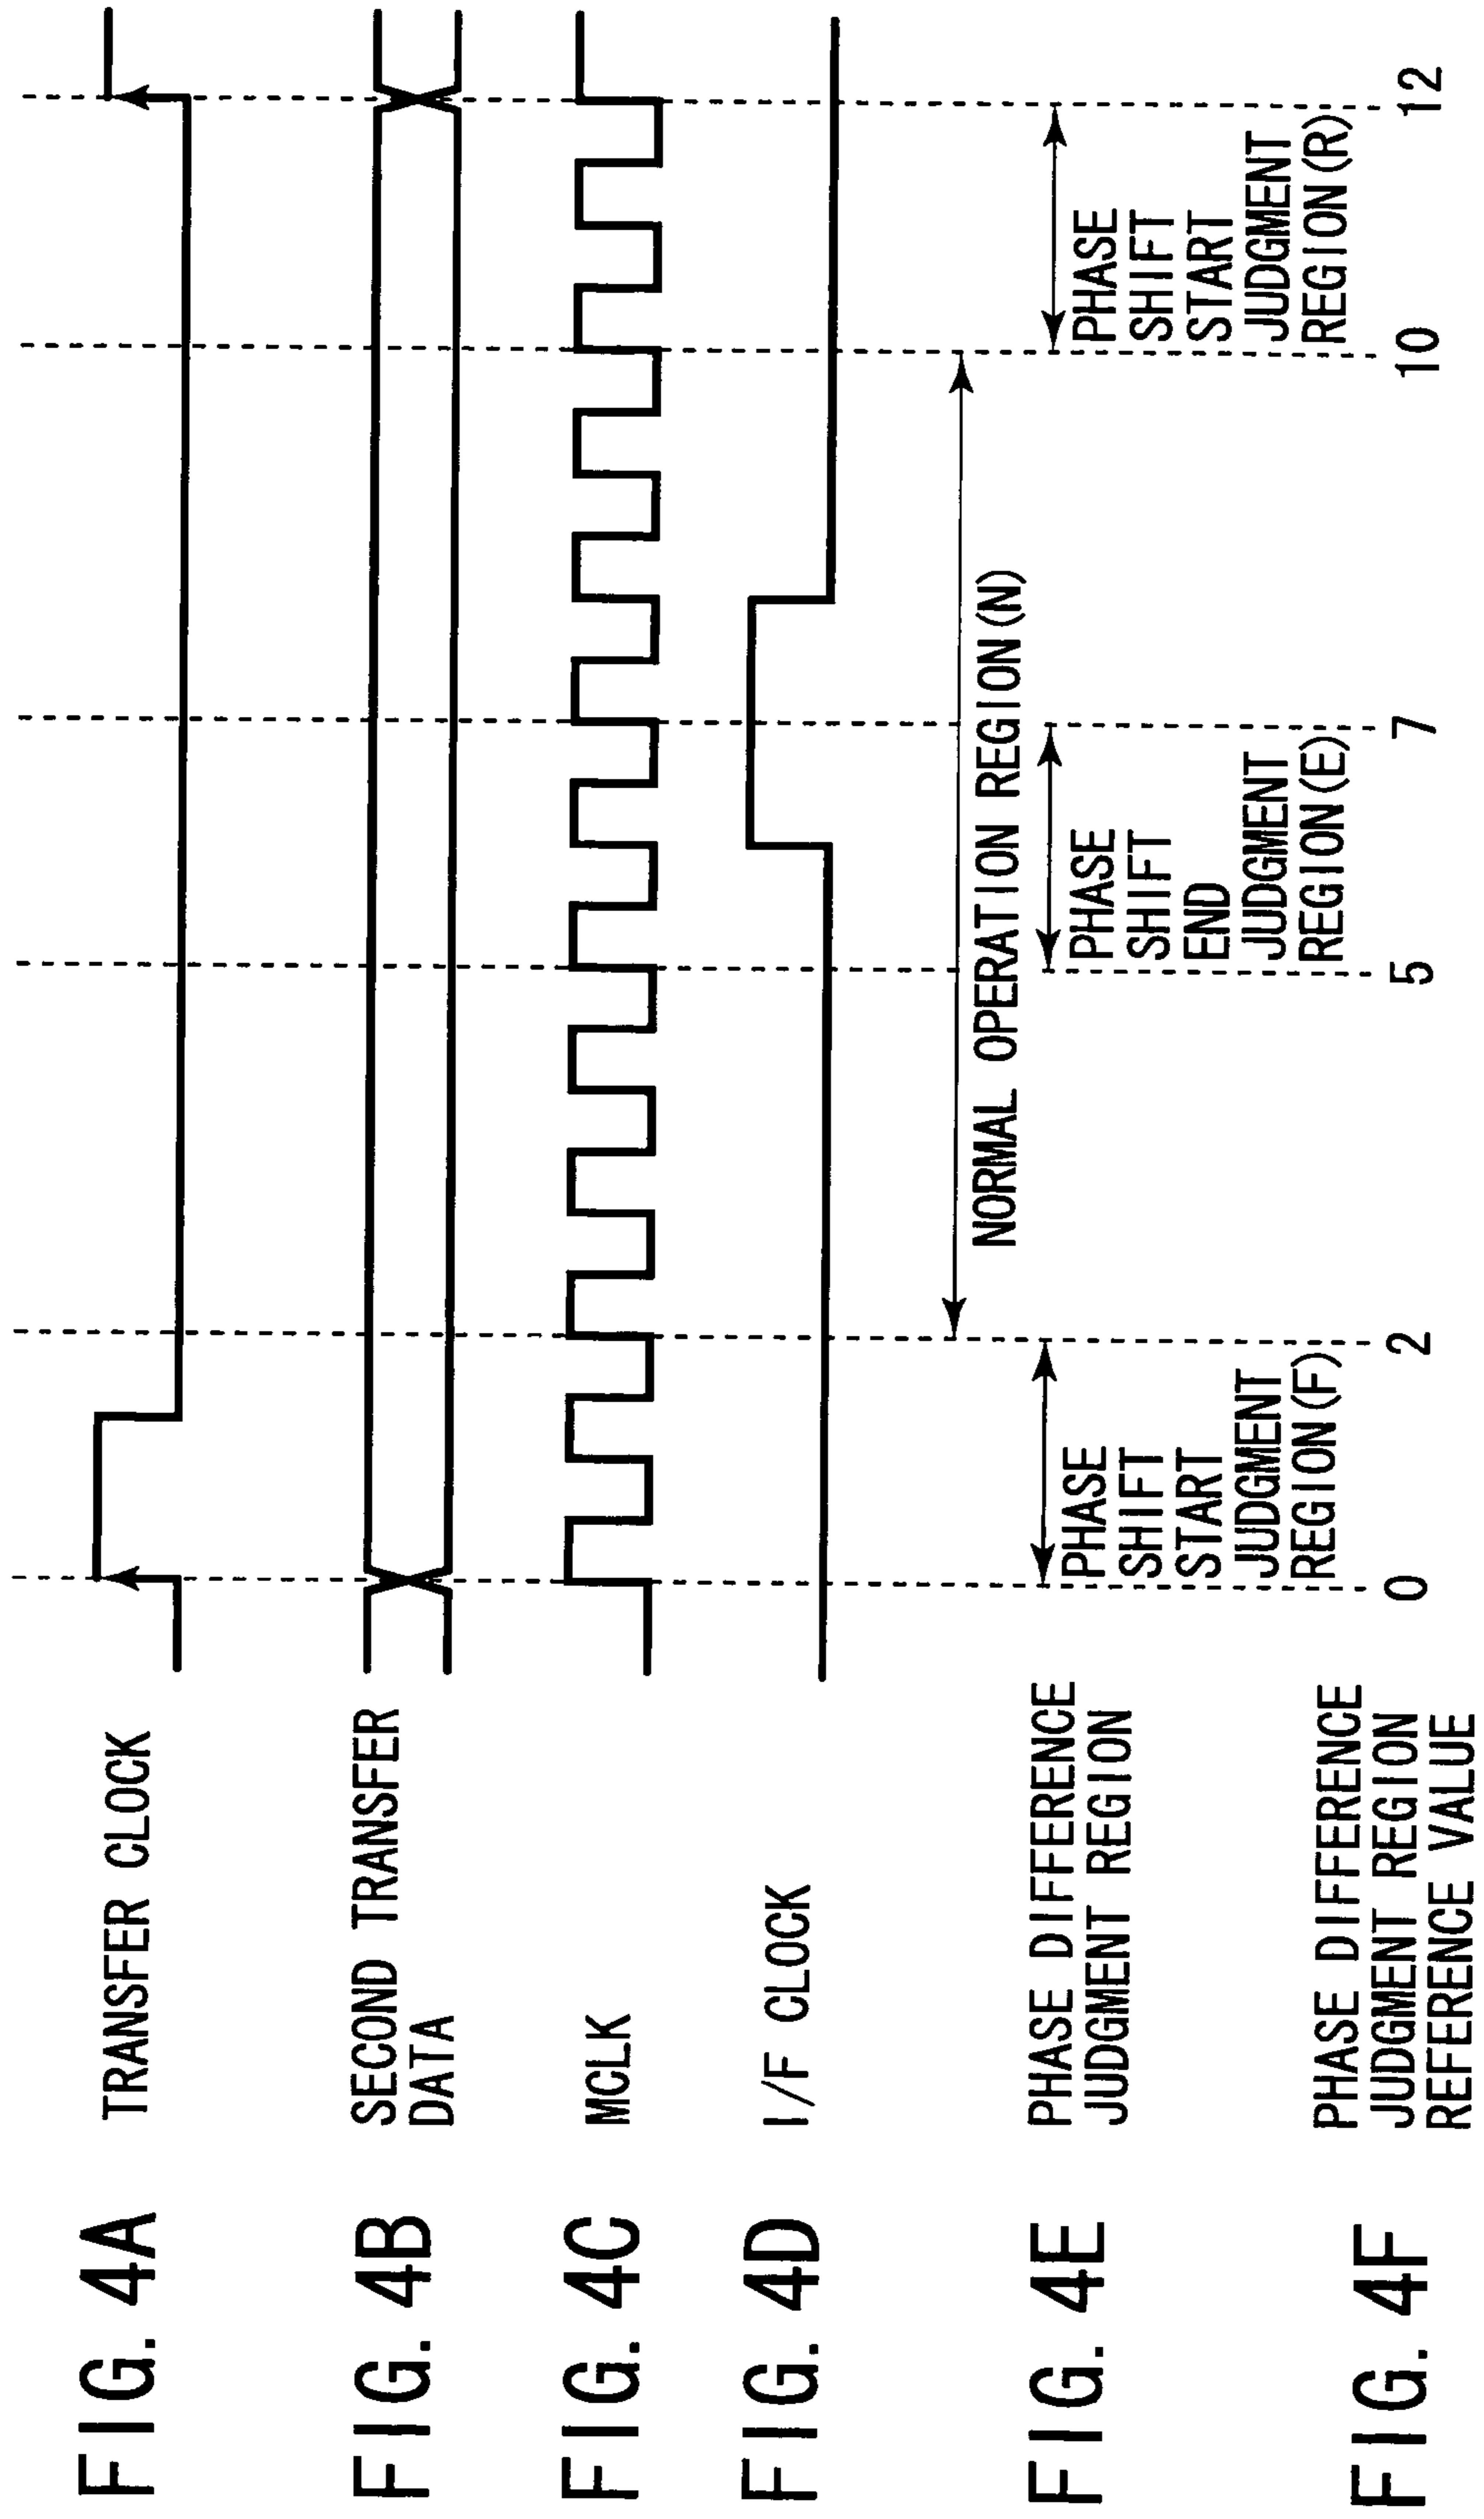 FIG. 4A
TRANSFER CLOCK
FIG. 4B
SECOND TRANSFER
DATA
FIG. 4C
MCLK
FIG. 4D
I/F CLOCK
FIG. 4E
PHASE DIFFERENCE
JUDGMENT REGION
NORMAL OPERATION REGION(N)
PHASE
SHIFT
START
JUDGMENT
REGION(F)
PHASE
SHIFT
END
JUDGMENT
REGION(E)
PHASE
SHIFT
START
JUDGMENT
REGION(R)
FIG. 4F
PHASE DIFFERENCE
JUDGMENT REGION
REFERENCE VALUE
0 2 5 7 10 12